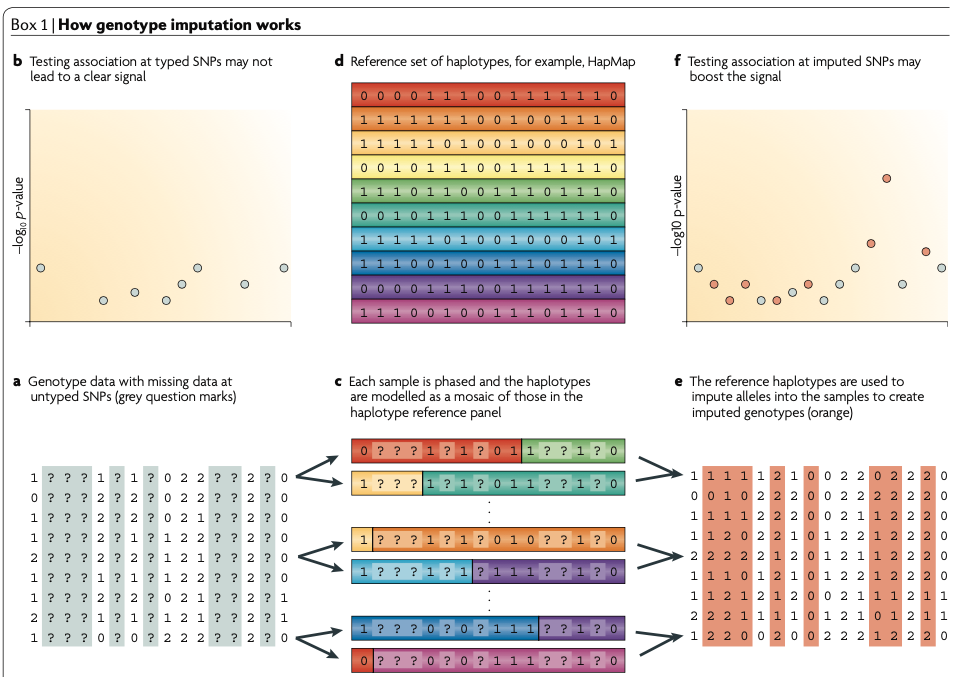 Box 1 | How genotype imputation works
b Testing association at typed SNPs may not
lead to a clear signal
–log10 p-value
d Reference set of haplotypes, for example, HapMap
0 0 0 0 1 1 1 0 0 1 1 1 1 1 1 0
1 1 1 1 1 1 1 0 0 1 0 0 1 1 1 0
1 1 1 1 1 0 1 0 0 1 0 0 0 1 0 1
0 0 1 0 1 1 1 0 0 1 1 1 1 1 1 0
1 1 1 0 1 1 0 0 1 1 1 1 1 1 1 0
0 0 1 0 1 1 1 0 0 1 1 1 1 1 1 0
1 1 1 1 1 0 1 0 0 1 0 0 0 1 0 1
1 1 1 0 0 1 0 0 1 1 1 0 1 1 1 0
0 0 0 0 1 1 1 0 1 1 1 1 1 1 1 0
1 1 1 0 0 1 0 0 1 1 1 0 1 1 1 0
f Testing association at imputed SNPs may
boost the signal
–log10 p-value
a Genotype data with missing data at
untyped SNPs (grey question marks)
1 ? ? ? 1 ? 1 ? 0 2 2 ? ? 2 ? 0
0 ? ? ? 2 ? 2 ? 0 2 2 ? ? 2 ? 0
1 ? ? ? 2 ? 2 ? 0 2 1 ? ? 2 ? 0
1 ? ? ? 2 ? 1 ? 1 2 2 ? ? 2 ? 0
2 ? ? ? 2 ? 2 ? 1 2 1 ? ? 2 ? 0
1 ? ? ? 1 ? 1 ? 1 2 2 ? ? 2 ? 0
1 ? ? ? 2 ? 2 ? 0 2 1 ? ? 2 ? 1
2 ? ? ? 1 ? 1 ? 1 2 1 ? ? 2 ? 1
1 ? ? ? 0 ? 0 ? 2 2 2 ? ? 2 ? 0
c Each sample is phased and the haplotypes
are modelled as a mosaic of those in the
haplotype reference panel
0 ? ? ? 1 ? 1 ? 0 1 1 ? ? 1 ? 0
1 ? ? ? 1 ? 1 ? 0 1 1 ? ? 1 ? 0
1 ? ? ? 1 ? 1 ? 0 1 0 ? ? 1 ? 0
1 ? ? ? 1 ? 1 ? 1 1 1 ? ? 1 ? 0
1 ? ? ? 0 ? 0 ? 1 1 1 ? ? 1 ? 0
0 ? ? ? 0 ? 0 ? 1 1 1 ? ? 1 ? 0
e The reference haplotypes are used to
impute alleles into the samples to create
imputed genotypes (orange)
1 1 1 1 1 2 1 0 0 2 2 0 2 2 2 0
0 0 1 0 2 2 2 0 0 2 2 2 2 2 2 0
1 1 1 1 2 2 2 0 0 2 1 1 2 2 2 0
1 1 2 0 2 2 1 0 1 2 2 1 2 2 2 0
2 2 2 2 2 1 2 0 1 2 1 1 2 2 2 0
1 1 1 0 1 2 1 0 1 2 2 1 2 2 2 0
1 1 2 1 2 1 2 0 0 2 1 1 1 2 1 1
2 2 2 1 1 1 1 0 1 2 1 0 1 2 1 1
1 2 2 0 0 2 0 0 2 2 2 1 2 2 2 0